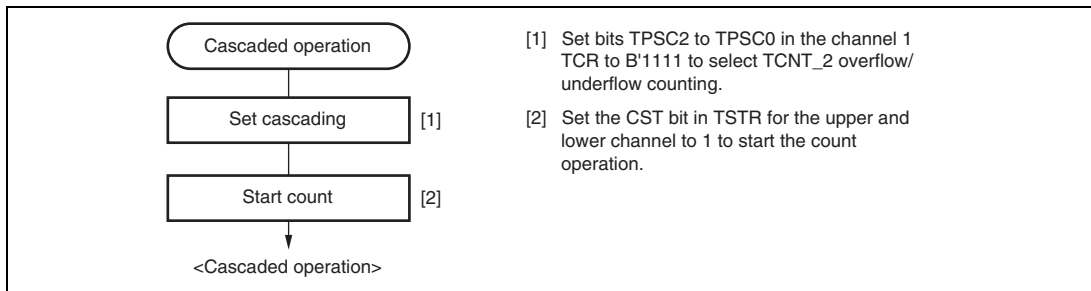 Cascaded operation
Set cascading [1]
Start count [2]
<Cascaded operation>
[1] Set bits TPSC2 to TPSC0 in the channel 1
TCR to B'1111 to select TCNT_2 overflow/
underflow counting.
[2] Set the CST bit in TSTR for the upper and
lower channel to 1 to start the count
operation.